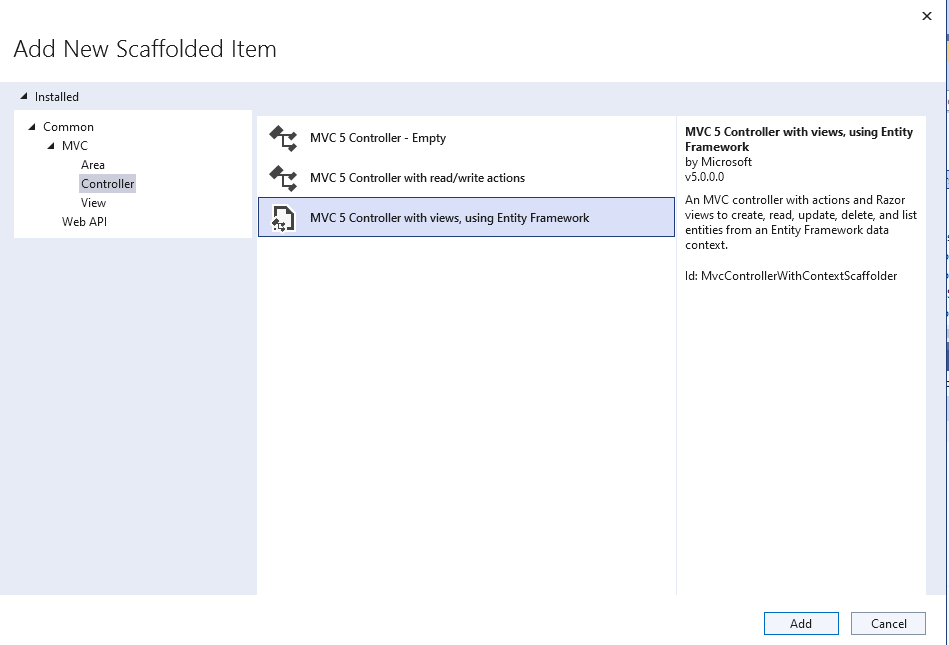 Add New Scaffolded Item
Installed
Common
MVC
Area
Controller
View
Web API
MVC 5 Controller - Empty
MVC 5 Controller with read/write actions
MVC 5 Controller with views, using Entity Framework
MVC 5 Controller with views, using Entity
Framework
by Microsoft
v5.0.0.0
An MVC controller with actions and Razor
views to create, read, update, delete, and list
entities from an Entity Framework data
context.
Id: MvcControllerWithContextScaffolder
Add
Cancel